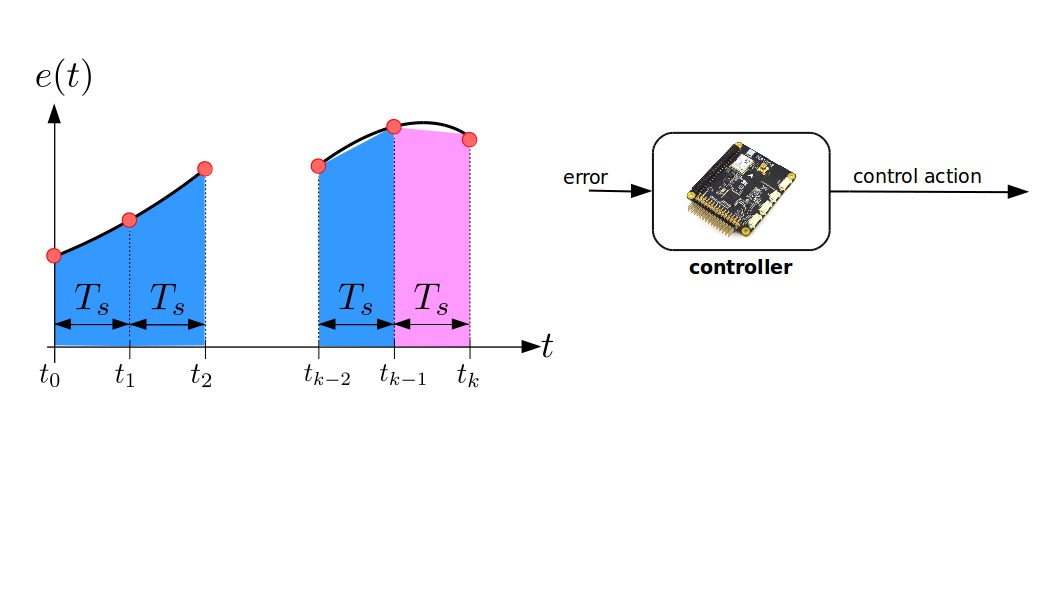 e(t)
T_s T_s T_s T_s
t
t_0 t_1 t_2 t_{k-2} t_{k-1} t_k
error
control action
controller